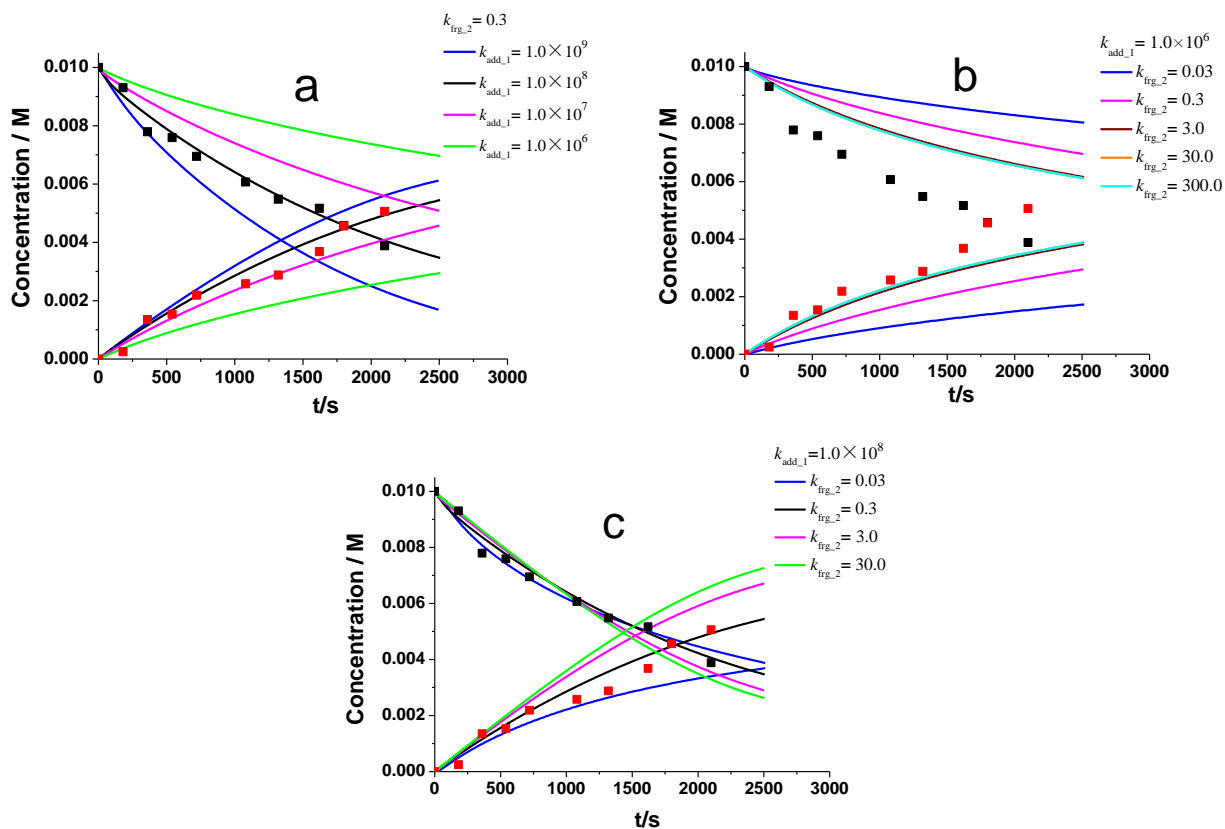 a
k_frg_2 = 0.3
k_add_1 = 1.0×10^9
k_add_1 = 1.0×10^8
k_add_1 = 1.0×10^7
k_add_1 = 1.0×10^6
Concentration / M
0.010
0.008
0.006
0.004
0.002
0.000
0 500 1000 1500 2000 2500 3000
t/s
b
k_add_1 = 1.0×10^6
k_frg_2 = 0.03
k_frg_2 = 0.3
k_frg_2 = 3.0
k_frg_2 = 30.0
k_frg_2 = 300.0
Concentration / M
0.010
0.008
0.006
0.004
0.002
0.000
0 500 1000 1500 2000 2500 3000
t/s
c
k_add_1=1.0×10^8
k_frg_2 = 0.03
k_frg_2 = 0.3
k_frg_2 = 3.0
k_frg_2 = 30.0
Concentration / M
0.010
0.008
0.006
0.004
0.002
0.000
0 500 1000 1500 2000 2500 3000
t/s